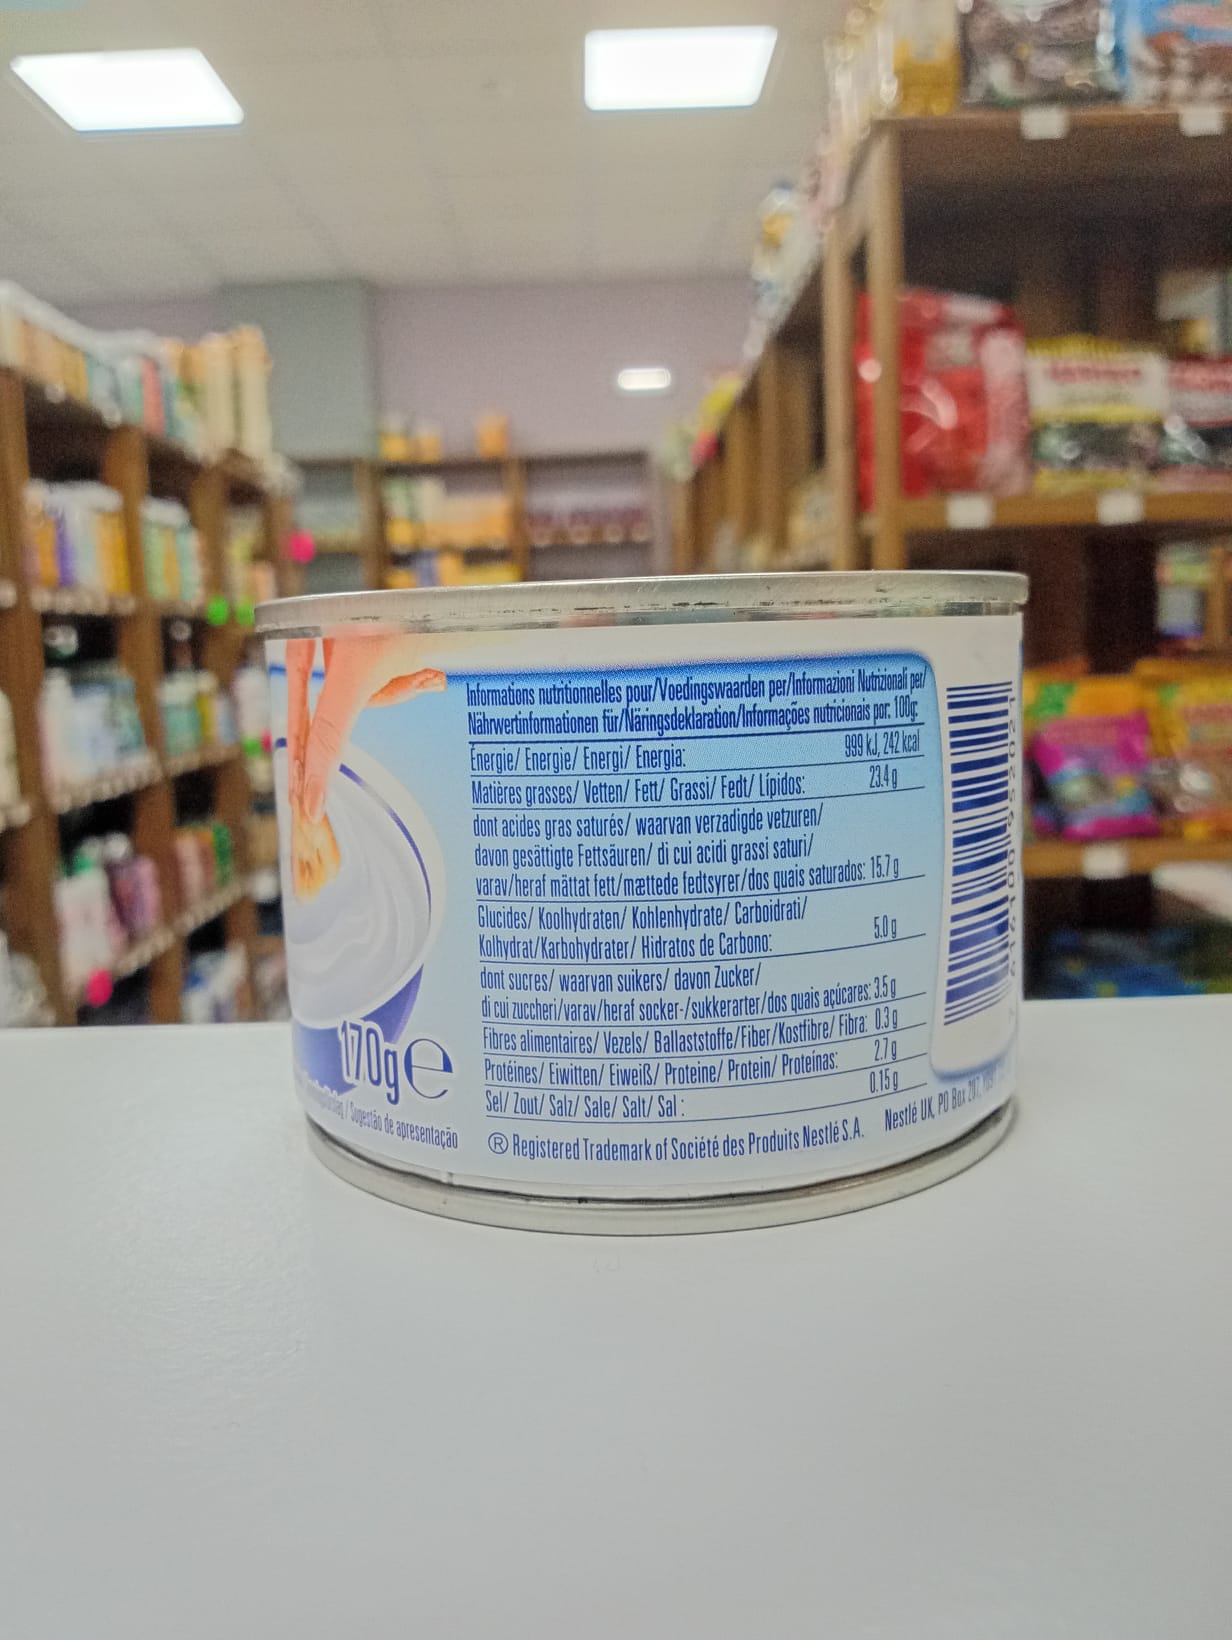 Informations nutritionnelles pour/Voedingswaarden per/Informazioni Nutrizionali per/
Nährwertinformationen für/Näringsdeklaration/Informações nutricionais por: 100g:
Énergie/ Energie/ Energi/ Energia: 999 kJ, 242 kcal
Matières grasses/ Vetten/ Fett/ Grassi/ Fedt/ Lípidos: 23.4 g
dont acides gras saturés/ waarvan verzadigde vetzuren/
davon gesättigte Fettsäuren/ di cui acidi grassi saturi/
varav/heraf mättat fett/mættede fedtsyrer/dos quais saturados: 15.7 g
Glucides/ Koolhydraten/ Kohlenhydrate/ Carboidrati/
Kolhydrat/Karbohydrater/ Hidratos de Carbono: 5.0 g
dont sucres/ waarvan suikers/ davon Zucker/
di cui zuccheri/varav/heraf socker-/sukkerarter/dos quais açúcares: 3.5 g
Fibres alimentaires/ Vezels/ Ballaststoffe/Fiber/Kostfibre/ Fibra: 0.3 g
Protéines/ Eiwitten/ Eiweiß/ Proteine/ Protein/ Proteínas: 2.7 g
Sel/ Zout/ Salz/ Sale/ Salt/ Sal : 0.15 g
® Registered Trademark of Société des Produits Nestlé S.A. Nestlé UK, PO Box
170g e
/ Sugestão de apresentação